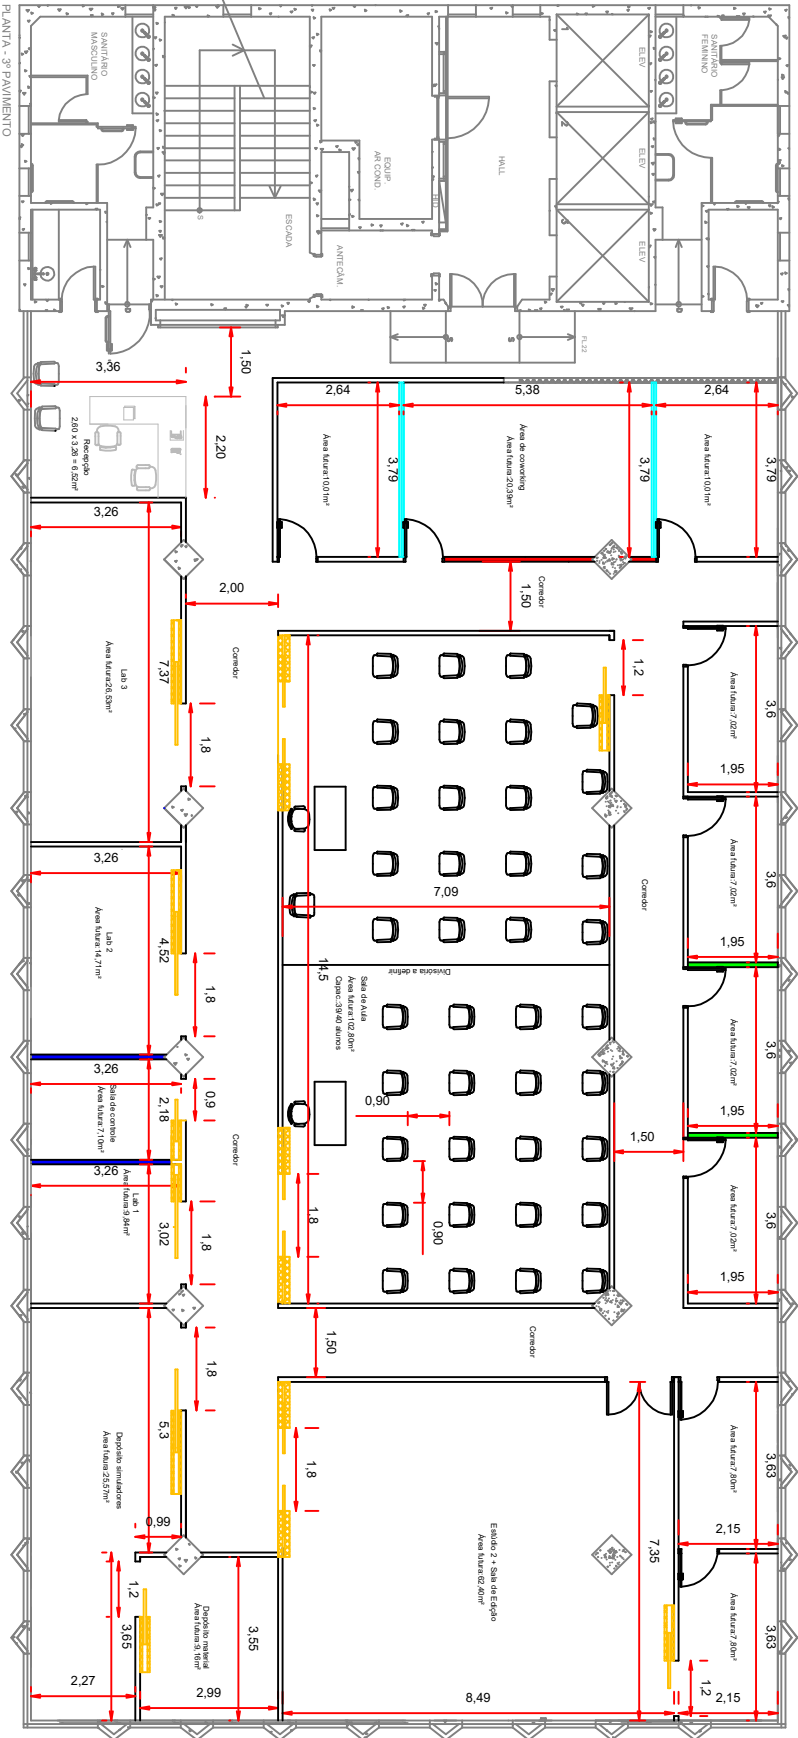 PLANTA - 3º PAVIMENTO
SANITÁRIO
MASCULINO
ESCADA
S
EQUIP.
AR COND.
ANTECÂM.
HID.
HALL
ELEV
ELEV
ELEV
1
2
3
SANITÁRIO
FEMININO
FL.22
S
S
D
D
3,36
1,50
2,20
Recepção
2,60 x 3,26 = 6,52m²
2,64
5,38
2,64
3,79
3,79
3,79
Área futura:10,01m²
Área de coworking
Área futura:20,39m²
Área futura:10,01m²
3,26
2,00
Corredor
1,50
Corredor
1,2
Lab 3
Área futura:26,53m²
7,37
1,8
3,6
Área futura:7,02m²
1,95
3,26
Lab 2
Área futura:14,71m²
4,52
1,8
7,09
14,5
Sala de Aula
Área futura:102,80m²
Capac.:39/40 alunos
Divisória a definir
Corredor
3,6
Área futura:7,02m²
1,95
3,26
Sala de controle
Área futura:7,10m²
2,18
0,9
Corredor
0,90
0,90
1,50
3,6
Área futura:7,02m²
1,95
3,26
Lab 1
Área futura:9,84m²
3,02
1,8
1,8
3,6
Área futura:7,02m²
1,95
1,8
1,50
Corredor
Depósito simuladores
Área futura:25,57m²
5,3
0,99
1,8
7,35
Estúdio 2 + Sala de Edição
Área futura:62,40m²
3,63
Área futura:7,80m²
2,15
1,2
3,65
Depósito material
Área futura:9,16m²
3,55
2,27
2,99
8,49
1,2
3,63
Área futura:7,80m²
2,15